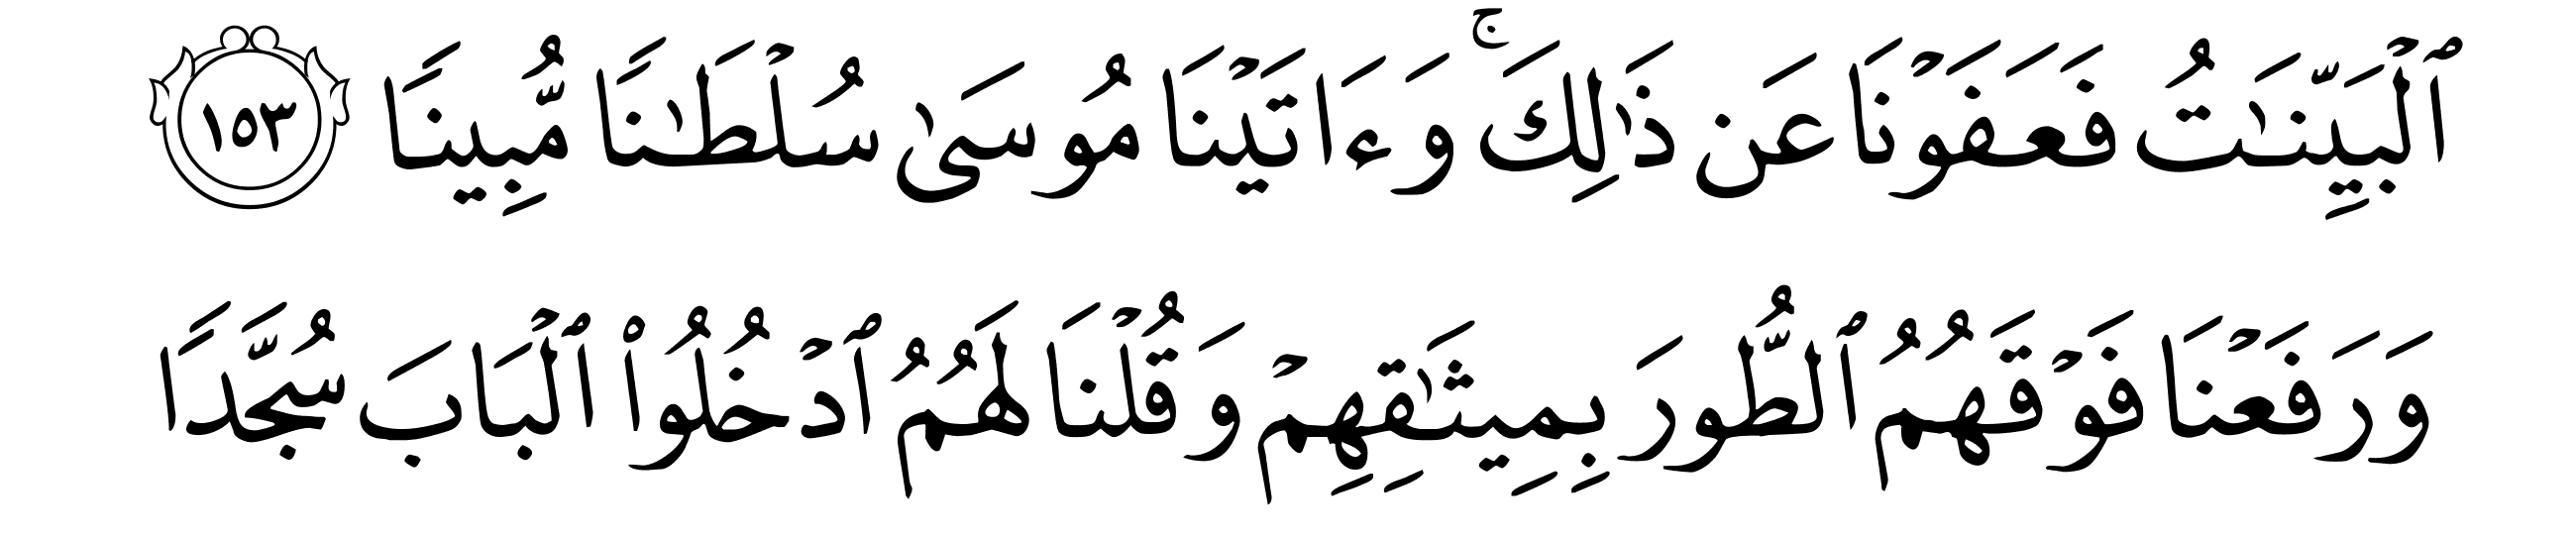 ٱلۡبَيِّنَٰتُ فَعَفَوۡنَا عَن ذَٰلِكَۚ وَءَاتَيۡنَا مُوسَىٰ سُلۡطَٰنٗا مُّبِينٗا ١٥٣
وَرَفَعۡنَا فَوۡقَهُمُ ٱلطُّورَ بِمِيثَٰقِهِمۡ وَقُلۡنَا لَهُمُ ٱدۡخُلُواْ ٱلۡبَابَ سُجَّدٗا